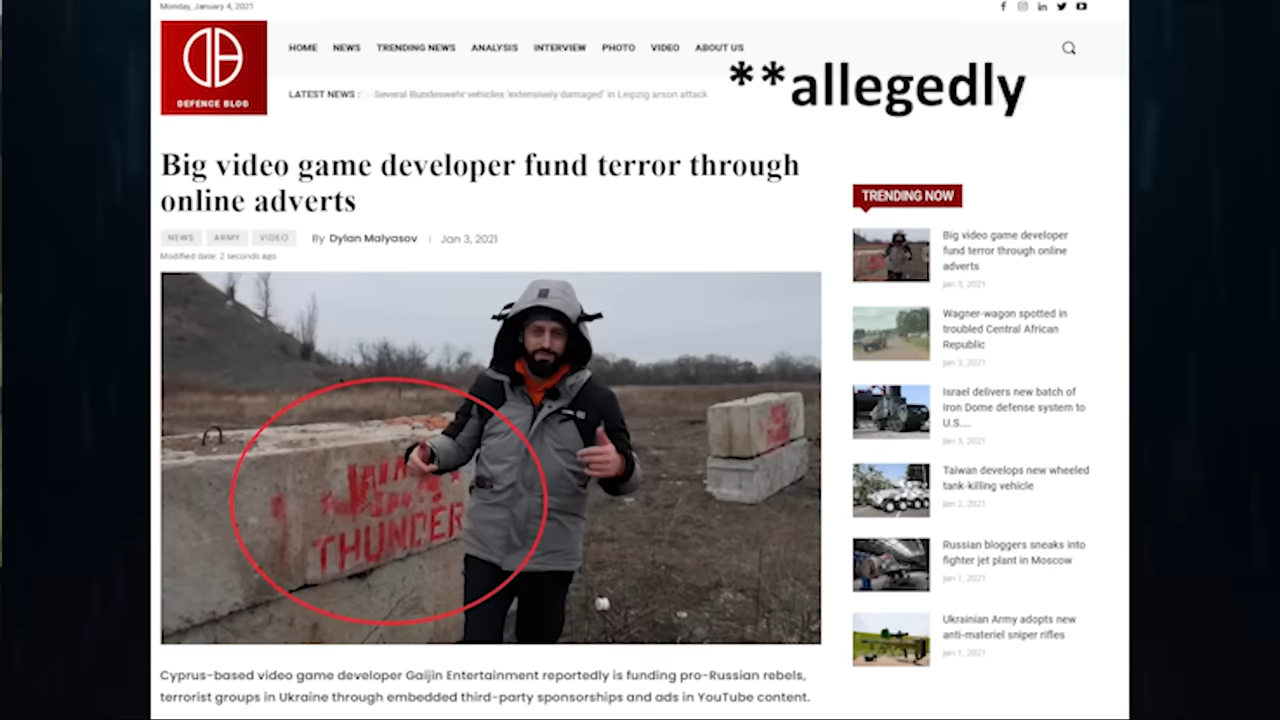 Monday, January 4, 2021
DEFENCE BLOG
HOME NEWS TRENDING NEWS ANALYSIS INTERVIEW PHOTO VIDEO ABOUT US
**allegedly
LATEST NEWS : Several Bundeswehr vehicles 'extensively damaged' in Leipzig arson attack
Big video game developer fund terror through
online adverts
NEWS ARMY VIDEO By Dylan Malyasov | Jan 3, 2021
Modified date: 2 seconds ago
THUNDER
Cyprus-based video game developer Gaijin Entertainment reportedly is funding pro-Russian rebels,
terrorist groups in Ukraine through embedded third-party sponsorships and ads in YouTube content.
TRENDING NOW
Big video game developer
fund terror through online
adverts
Jan 3, 2021
Wagner-wagon spotted in
troubled Central African
Republic
Jan 3, 2021
Israel delivers new batch of
Iron Dome defense system to
U.S....
Jan 3, 2021
Taiwan develops new wheeled
tank-killing vehicle
Jan 2, 2021
Russian bloggers sneaks into
fighter jet plant in Moscow
Jan 1, 2021
Ukrainian Army adopts new
anti-materiel sniper rifles
Jan 1, 2021